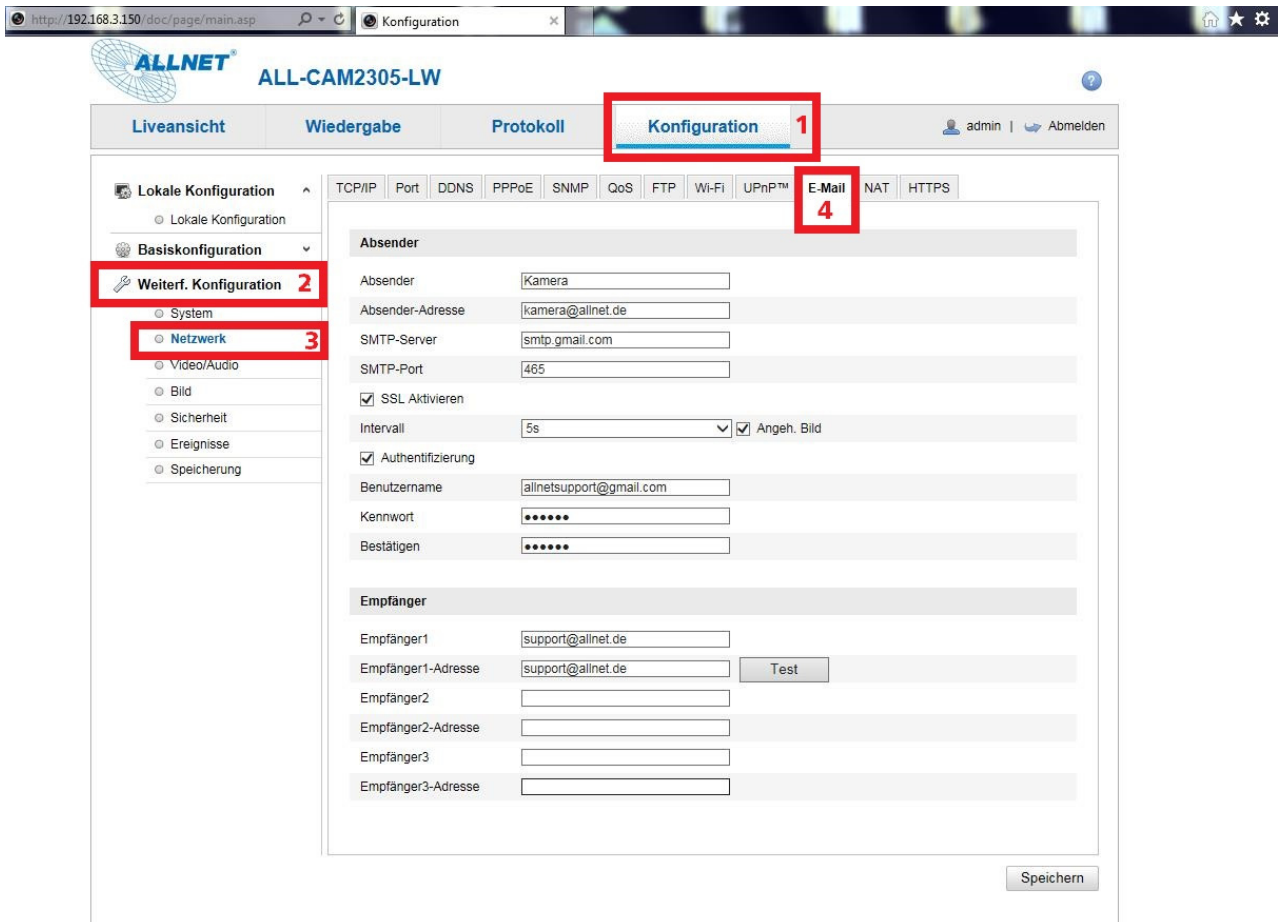 http://192.168.3.150/doc/page/main.asp
Konfiguration
ALLNET®
ALL-CAM2305-LW
?
Liveansicht
Wiedergabe
Protokoll
Konfiguration
1
admin | Abmelden
Lokale Konfiguration
Lokale Konfiguration
Basiskonfiguration
Weiterf. Konfiguration
2
System
Netzwerk
3
Video/Audio
Bild
Sicherheit
Ereignisse
Speicherung
TCP/IP
Port
DDNS
PPPoE
SNMP
QoS
FTP
Wi-Fi
UPnP™
E-Mail
4
NAT
HTTPS
Absender
Absender Kamera
Absender-Adresse kamera@allnet.de
SMTP-Server smtp.gmail.com
SMTP-Port 465
SSL Aktivieren
Intervall 5s Angeh. Bild
Authentifizierung
Benutzername allnetsupport@gmail.com
Kennwort ●●●●●●
Bestätigen ●●●●●●
Empfänger
Empfänger1 support@allnet.de
Empfänger1-Adresse support@allnet.de Test
Empfänger2
Empfänger2-Adresse
Empfänger3
Empfänger3-Adresse
Speichern